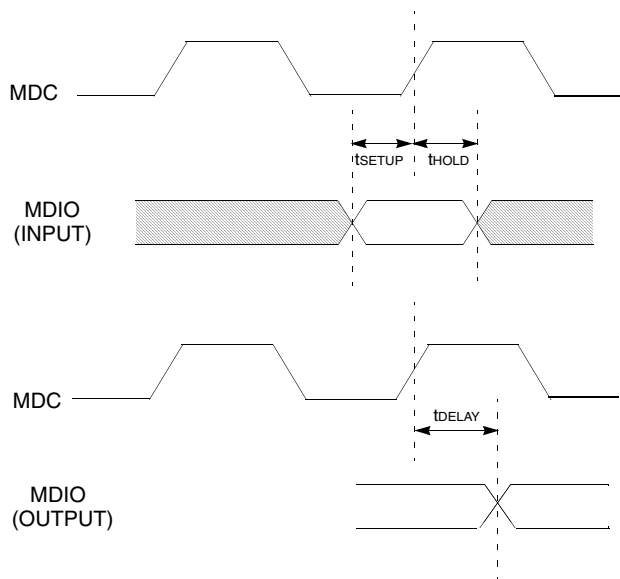 MDC
tSETUP tHOLD
MDIO
(INPUT)
MDC
tDELAY
MDIO
(OUTPUT)